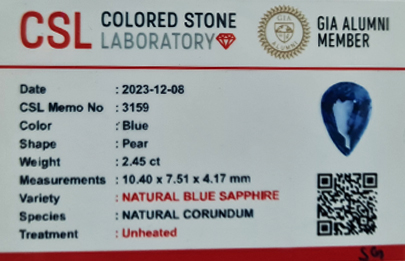 CSL COLORED STONE LABORATORY
GIA ALUMNI MEMBER
Date : 2023-12-08
CSL Memo No : 3159
Color : Blue
Shape : Pear
Weight : 2.45 ct
Measurements : 10.40 x 7.51 x 4.17 mm
Variety : NATURAL BLUE SAPPHIRE
Species : NATURAL CORUNDUM
Treatment : Unheated